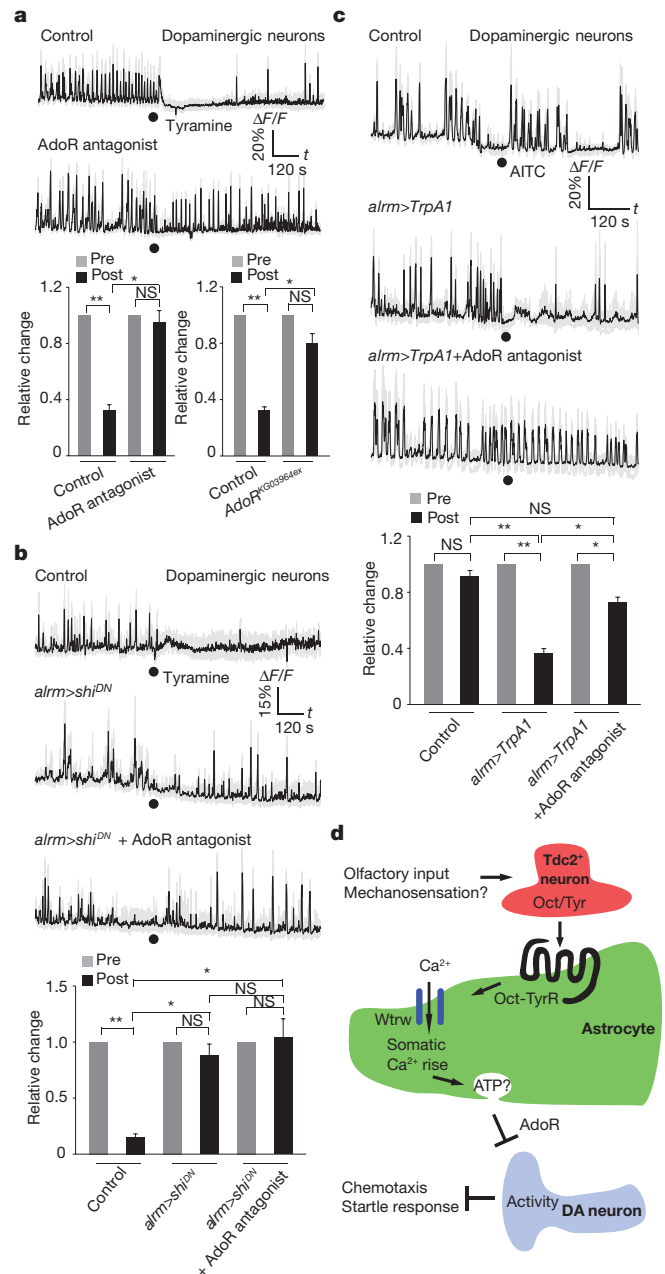 a
Control Dopaminergic neurons
Tyramine
20% ΔF/F
t
120 s
AdoR antagonist
Pre
Post
** * NS
Relative change
1.2
0.8
0.4
0
Control
AdoR antagonist
Pre
Post
** * NS
Relative change
1.2
0.8
0.4
0
Control
AdoR^KG03964ex
b
Control Dopaminergic neurons
Tyramine
15% ΔF/F
t
120 s
alrm>shi^DN
alrm>shi^DN + AdoR antagonist
Pre
Post
*
* NS
** NS NS
Relative change
1.5
1.0
0.5
0
Control
alrm>shi^DN
alrm>shi^DN
+ AdoR antagonist
c
Control Dopaminergic neurons
AITC
20% ΔF/F
t
120 s
alrm>TrpA1
alrm>TrpA1+AdoR antagonist
Pre
Post
NS
** *
NS ** *
Relative change
1.2
0.8
0.4
0
Control
alrm>TrpA1
alrm>TrpA1
+AdoR antagonist
d
Olfactory input
Mechanosensation?
Tdc2+
neuron
Oct/Tyr
Ca2+
Oct-TyrR
Wtrw
Astrocyte
Somatic
Ca2+ rise
ATP?
AdoR
Chemotaxis
Startle response
Activity
DA neuron